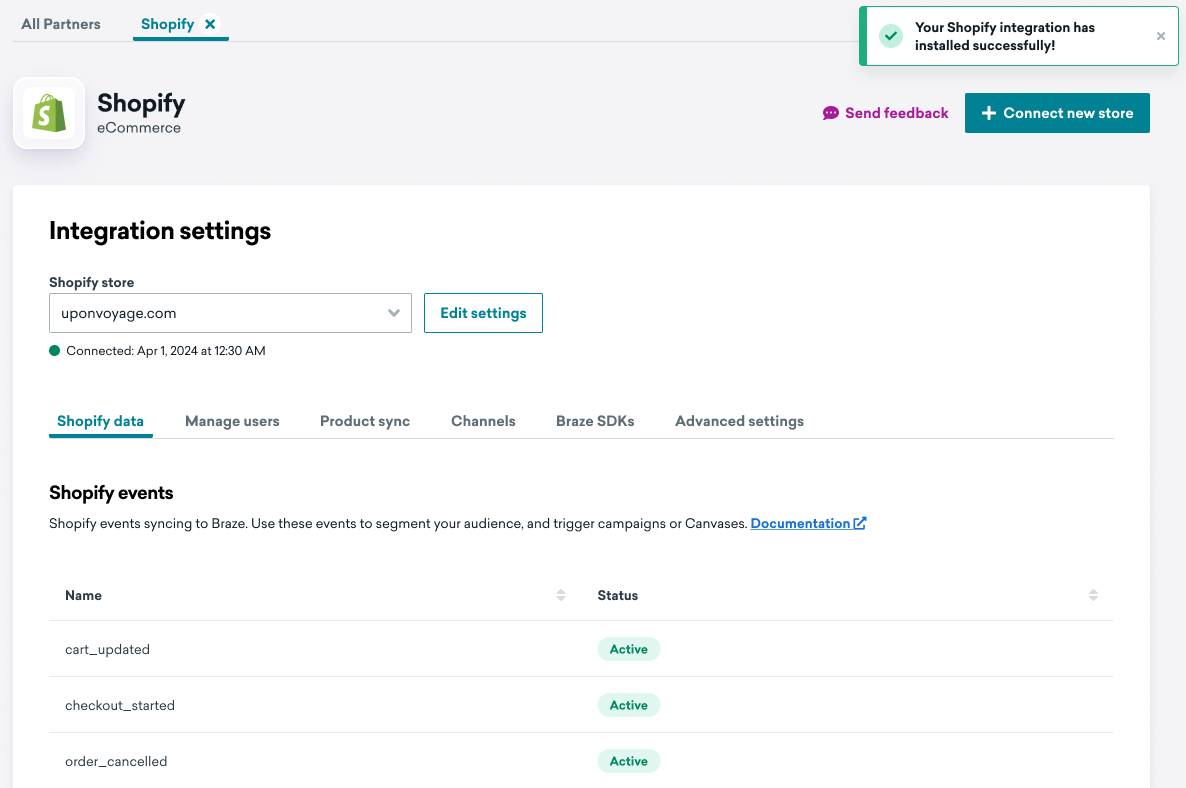 All Partners
Shopify
Your Shopify integration has
installed successfully!
Shopify
eCommerce
Send feedback
Connect new store
Integration settings
Shopify store
uponvoyage.com
Edit settings
Connected: Apr 1, 2024 at 12:30 AM
Shopify data Manage users Product sync Channels Braze SDKs Advanced settings
Shopify events
Shopify events syncing to Braze. Use these events to segment your audience, and trigger campaigns or Canvases. Documentation
Name Status
cart_updated Active
checkout_started Active
order_cancelled Active